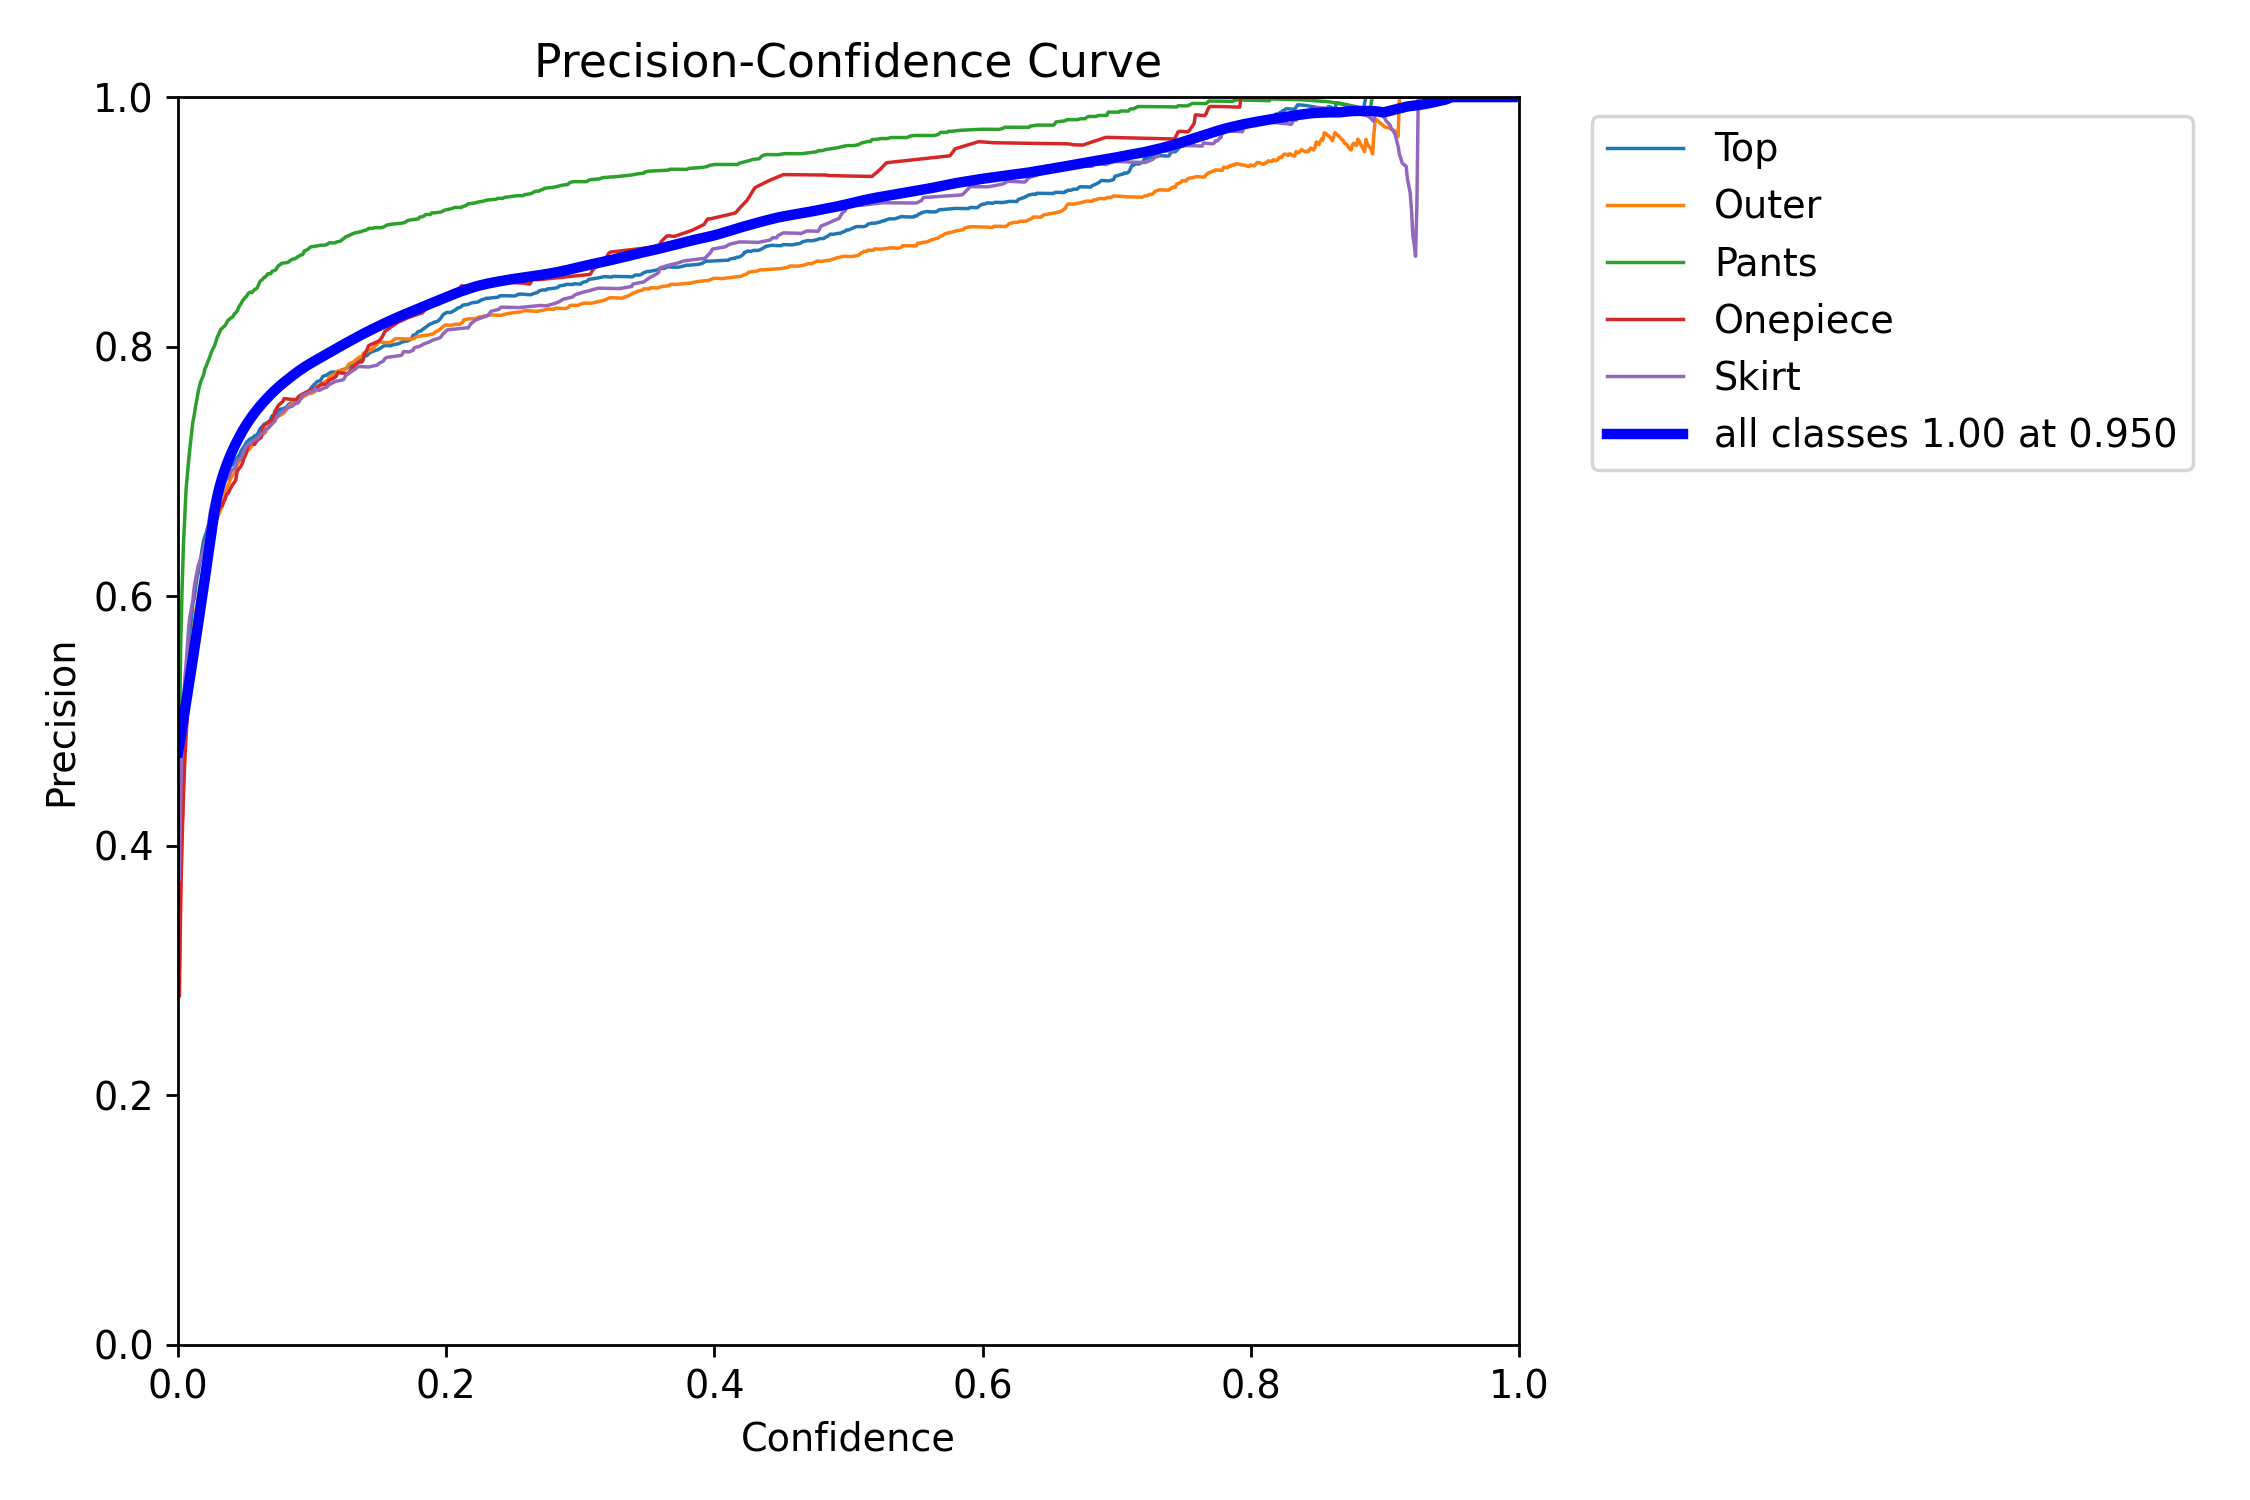 Precision-Confidence Curve
1.0
0.8
0.6
0.4
0.2
0.0
Precision
0.0 0.2 0.4 0.6 0.8 1.0
Confidence
Top
Outer
Pants
Onepiece
Skirt
all classes 1.00 at 0.950